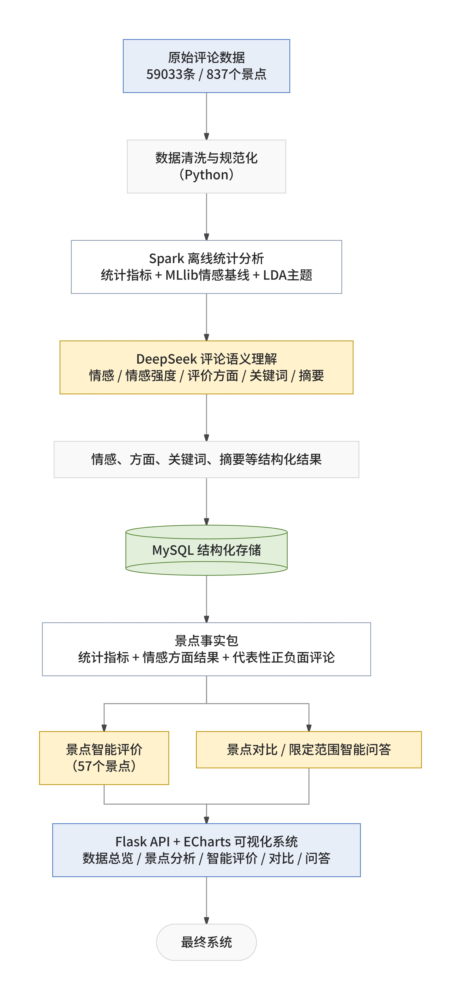 原始评论数据
59033条 / 837个景点
数据清洗与规范化
（Python）
Spark 离线统计分析
统计指标 + MLlib情感基线 + LDA主题
DeepSeek 评论语义理解
情感 / 情感强度 / 评价方面 / 关键词 / 摘要
情感、方面、关键词、摘要等结构化结果
MySQL 结构化存储
景点事实包
统计指标 + 情感方面结果 + 代表性正负面评论
景点智能评价
（57个景点）
景点对比 / 限定范围智能问答
Flask API + ECharts 可视化系统
数据总览 / 景点分析 / 智能评价 / 对比 / 问答
最终系统